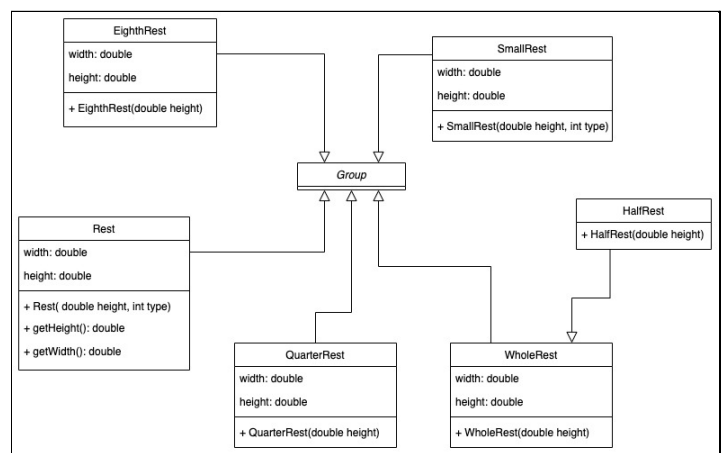 EighthRest
width: double
height: double
+ EighthRest(double height)
SmallRest
width: double
height: double
+ SmallRest(double height, int type)
Group
Rest
width: double
height: double
+ Rest( double height, int type)
+ getHeight(): double
+ getWidth(): double
HalfRest
+ HalfRest(double height)
QuarterRest
width: double
height: double
+ QuarterRest(double height)
WholeRest
width: double
height: double
+ WholeRest(double height)